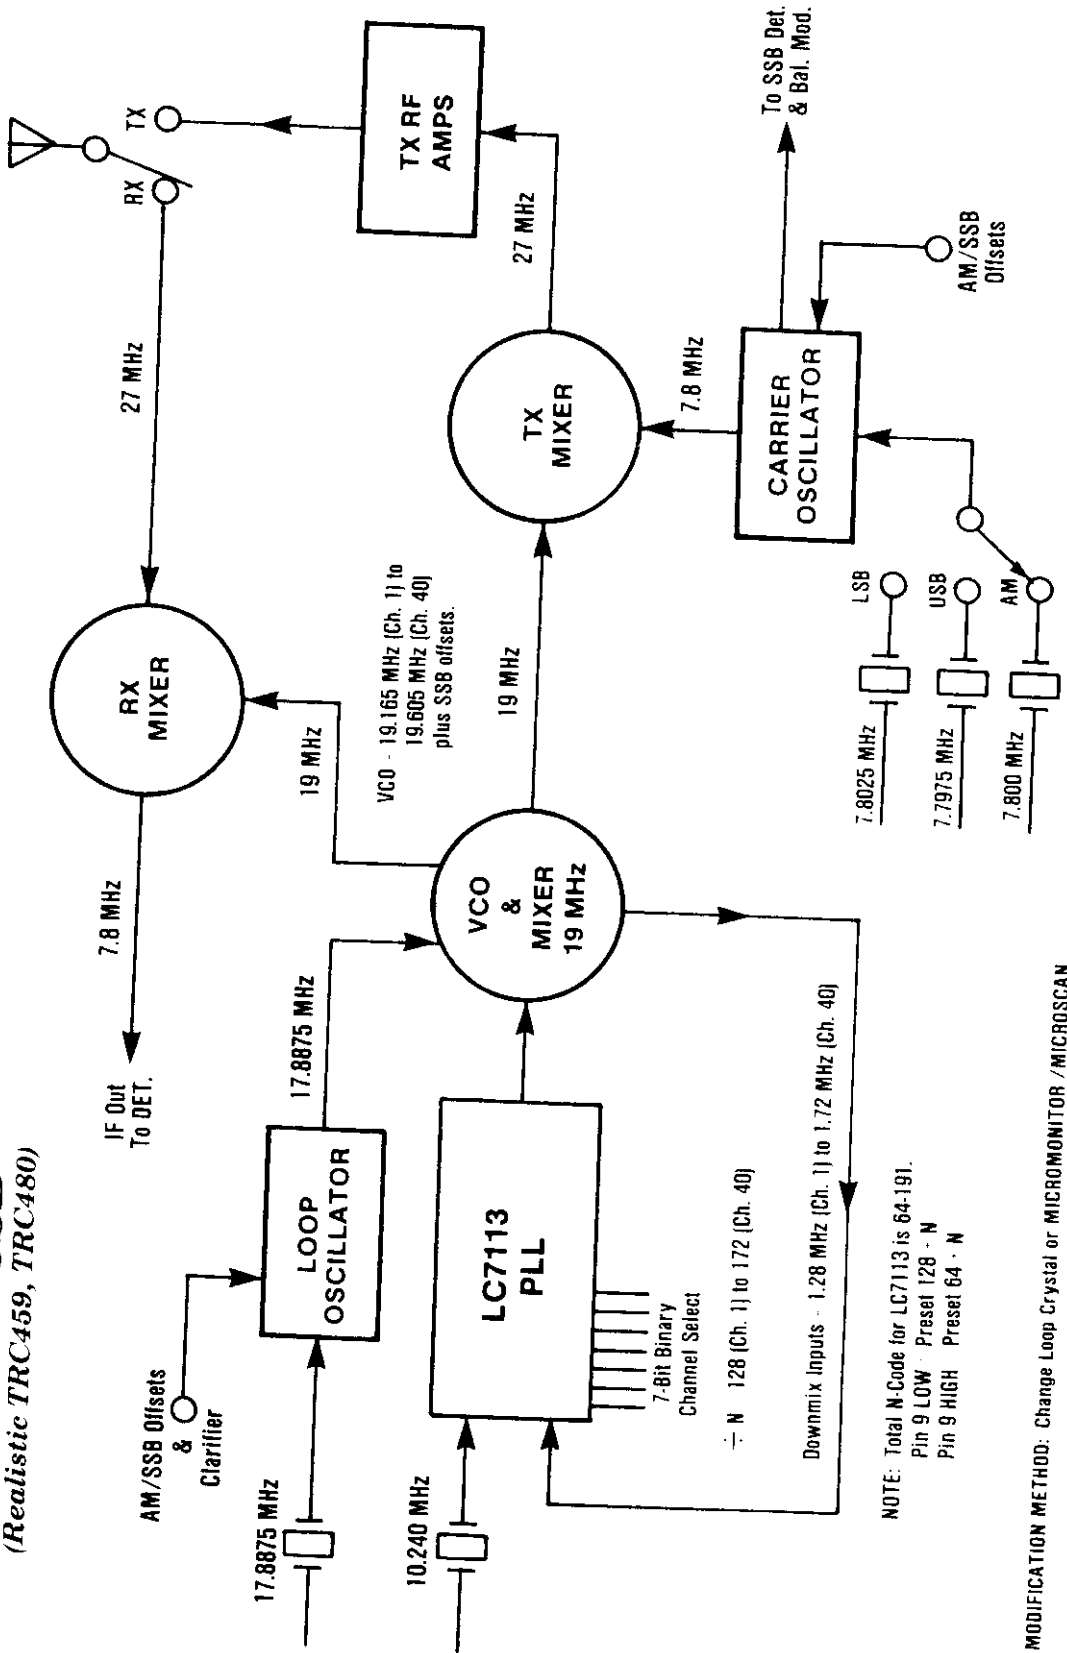 (Realistic TRC459, TRC480)
AM/SSB Offsets
&
Clarifier
17.8875 MHz
10.240 MHz
LOOP
OSCILLATOR
17.8875 MHz
LC7113
PLL
7-Bit Binary
Channel Select
÷ N 128 (Ch. 1) to 172 (Ch. 40)
Downmix Inputs - 1.28 MHz (Ch. 1) to 1.72 MHz (Ch. 40)
NOTE: Total N-Code for LC7113 is 64-191.
Pin 9 LOW - Preset 128 - N
Pin 9 HIGH Preset 64 - N
MODIFICATION METHOD: Change Loop Crystal or MICROMONITOR/MICROSCAN
IF Out
To DET.
7.8 MHz
RX
MIXER
19 MHz
27 MHz
RX
TX
TX RF
AMPS
27 MHz
VCO
&
MIXER
19 MHz
VCO - 19.165 MHz (Ch. 1) to
19.605 MHz (Ch. 40)
plus SSB offsets.
19 MHz
TX
MIXER
7.8 MHz
CARRIER
OSCILLATOR
To SSB Det.
& Bal. Mod.
AM/SSB
Offsets
7.8025 MHz
LSB
7.7975 MHz
USB
7.800 MHz
AM